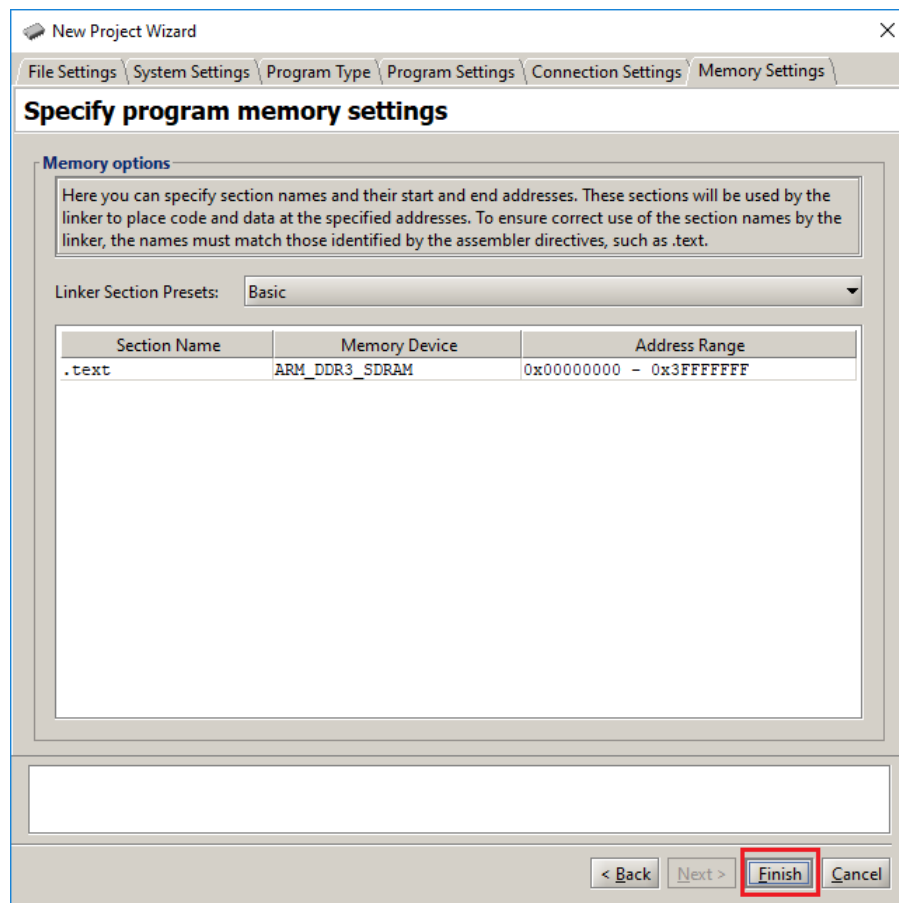 New Project Wizard
File Settings System Settings Program Type Program Settings Connection Settings Memory Settings
Specify program memory settings
Memory options
Here you can specify section names and their start and end addresses. These sections will be used by the
linker to place code and data at the specified addresses. To ensure correct use of the section names by the
linker, the names must match those identified by the assembler directives, such as .text.
Linker Section Presets: Basic
Section Name Memory Device Address Range
.text ARM_DDR3_SDRAM 0x00000000 - 0x3FFFFFFF
< Back Next > Finish Cancel